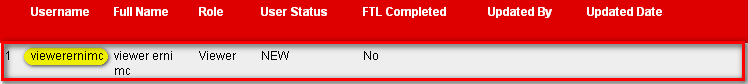 Username Full Name Role User Status FTL Completed Updated By Updated Date
1 viewerernimc viewer erni Viewer NEW No
mc